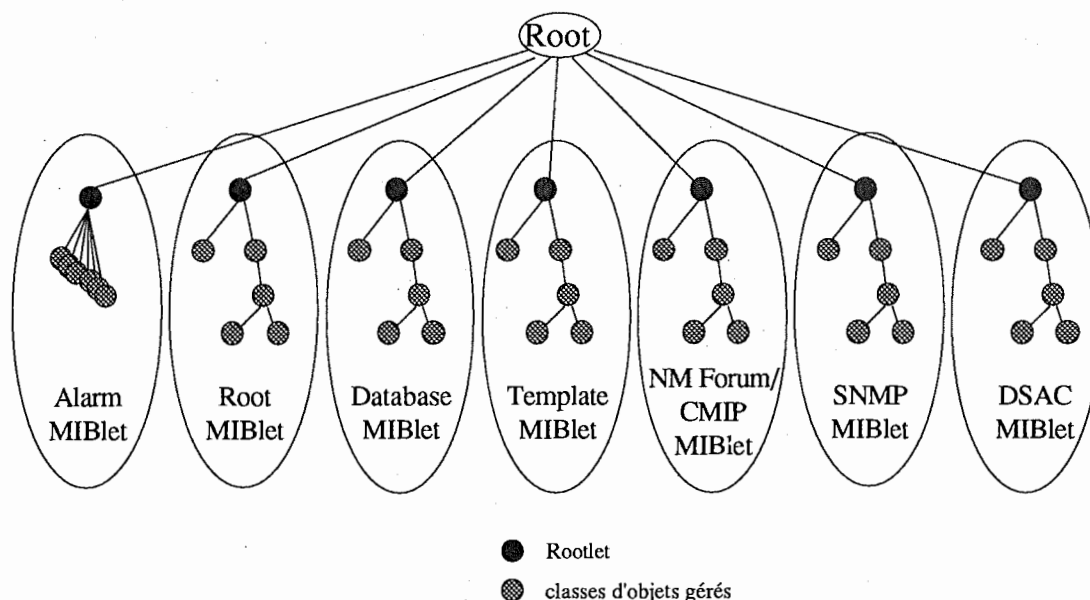 Root
Alarm
MIBlet
Root
MIBlet
Database
MIBlet
Template
MIBlet
NM Forum/
CMIP
MIBlet
SNMP
MIBlet
DSAC
MIBlet
Rootlet
classes d'objets gérés